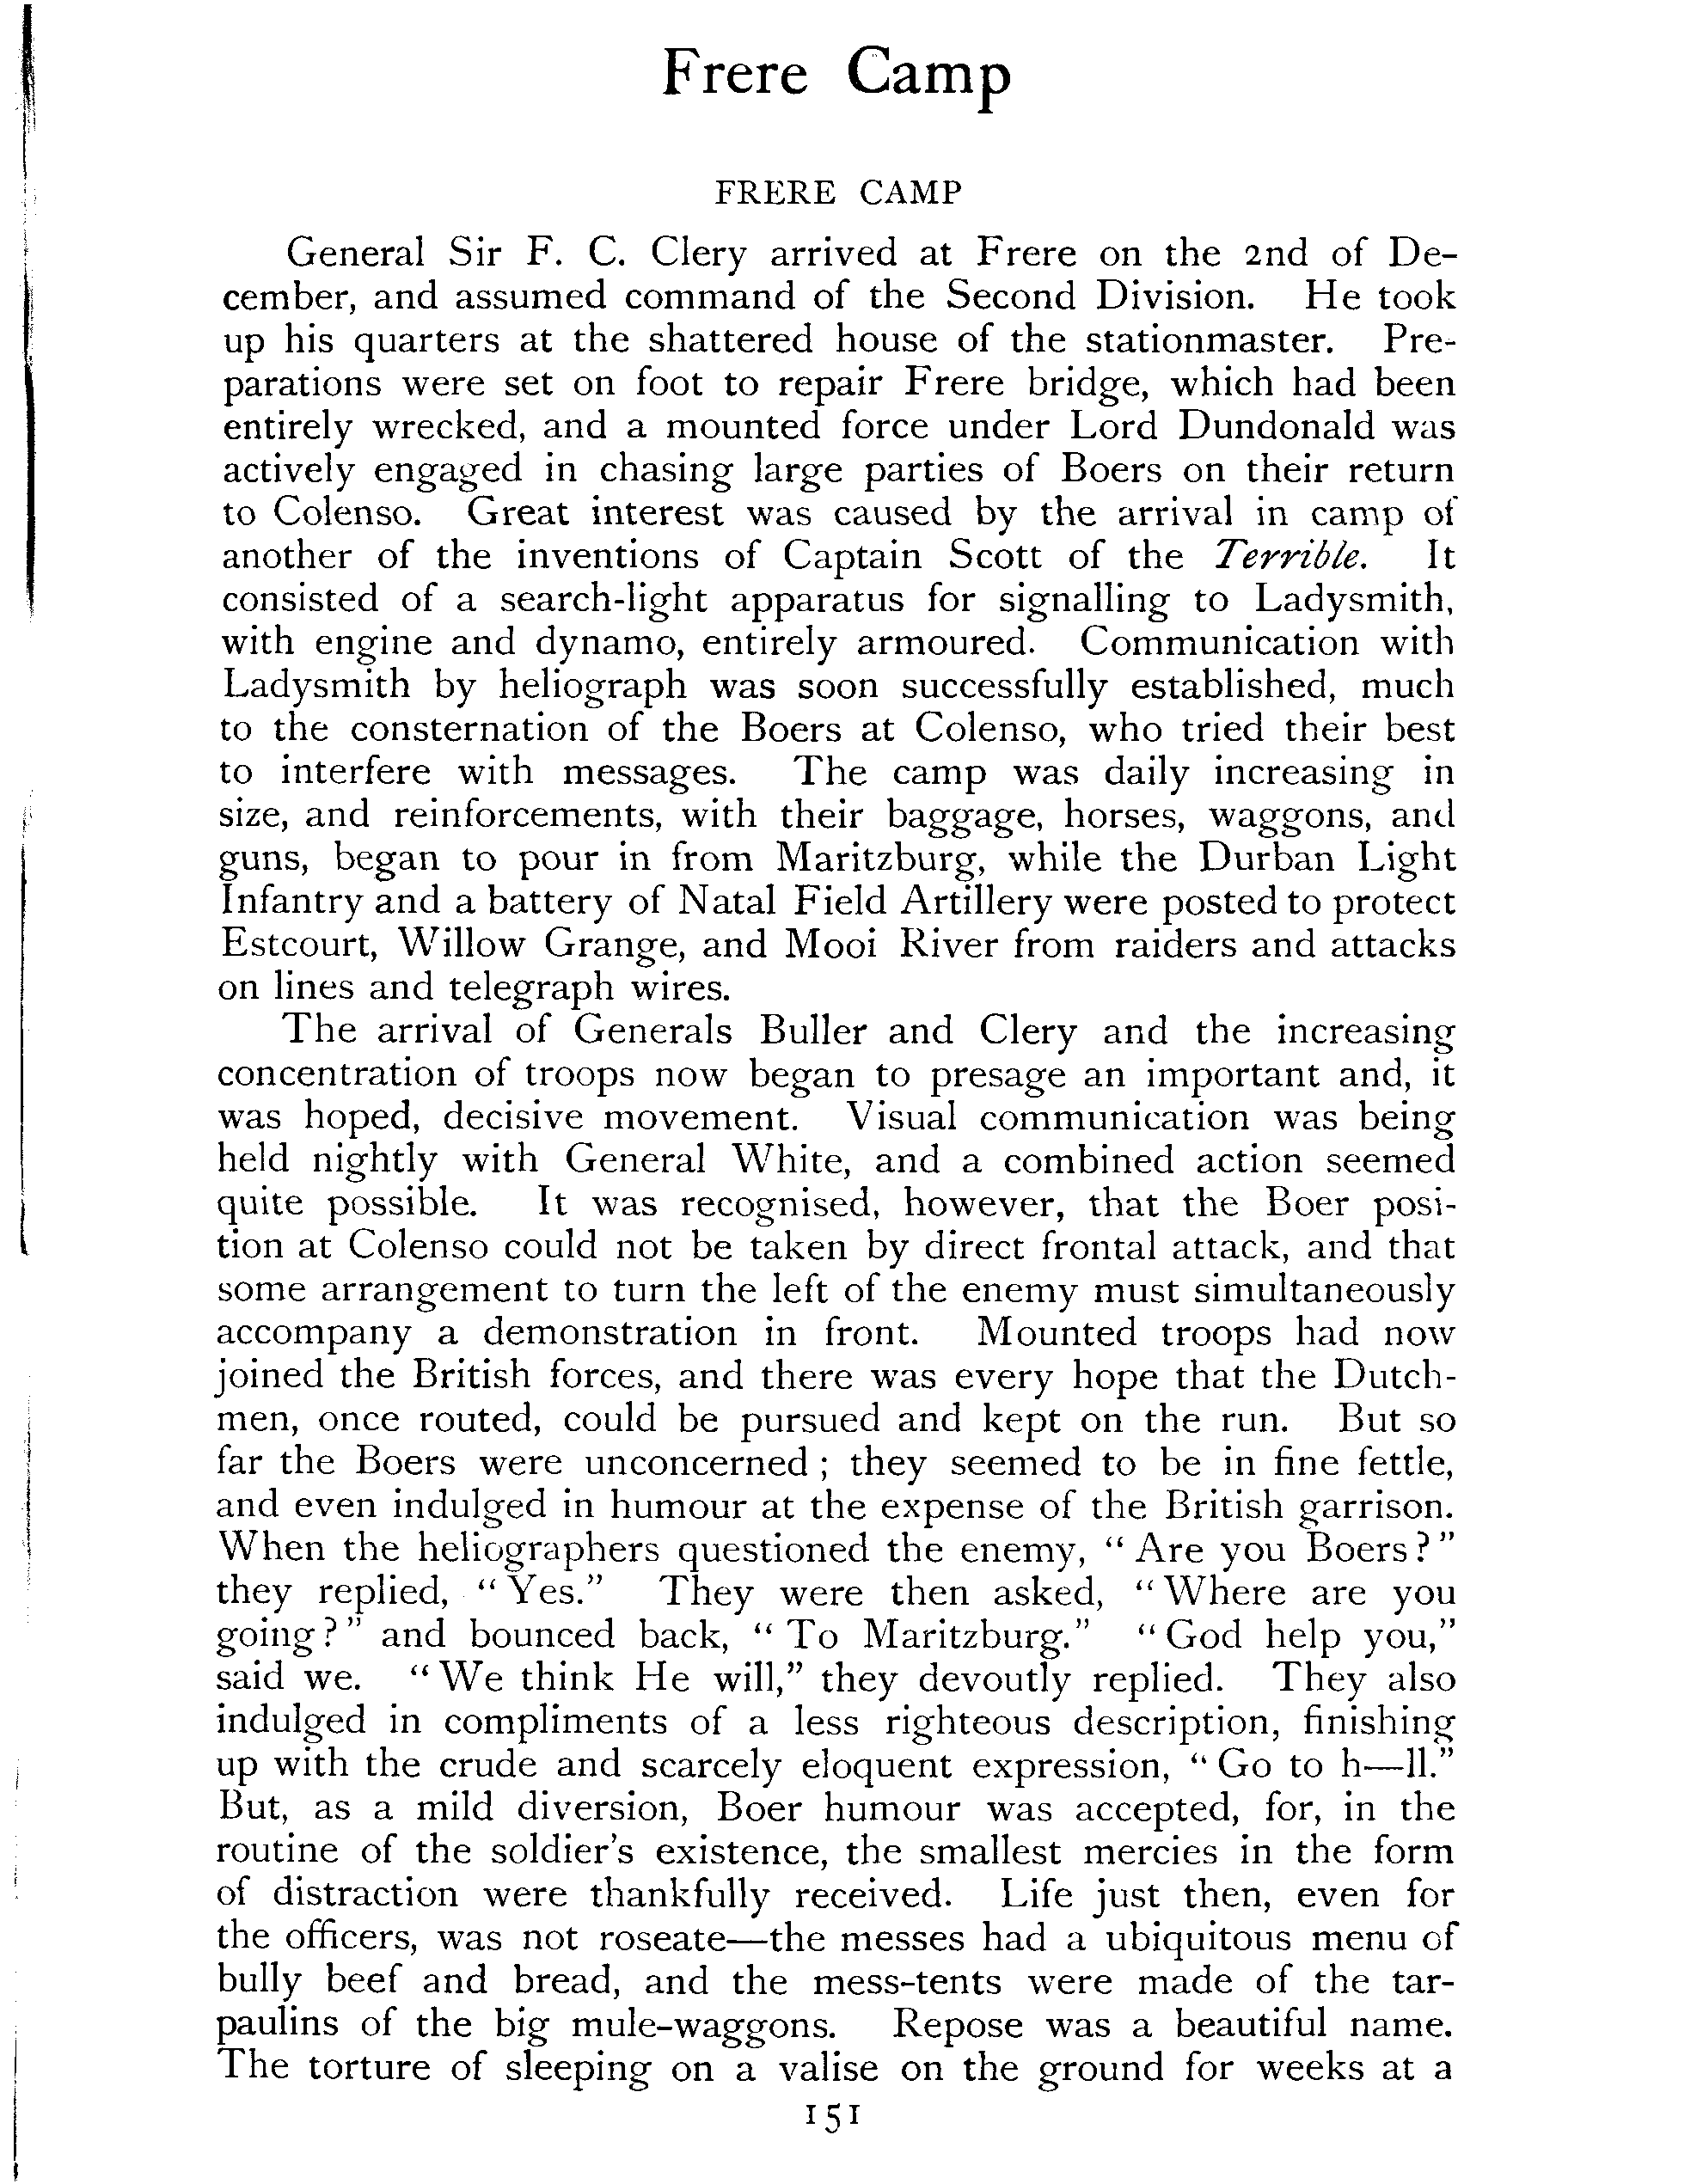 Frere Camp
FRERE CAMP
General Sir F. C. Clery arrived at Frere on the 2nd of De-
cember, and assumed command of the Second Division. He took
up his quarters at the shattered house of the stationmaster. Pre-
parations were set on foot to repair Frere bridge, which had been
entirely wrecked, and a mounted force under Lord Dundonald was
actively engaged in chasing large parties of Boers on their return
to Colenso. Great interest was caused by the arrival in camp of
another of the inventions of Captain Scott of the Terrible. It
consisted of a search-light apparatus for signalling to Ladysmith,
with engine and dynamo, entirely armoured. Communication with
Ladysmith by heliograph was soon successfully established, much
to the consternation of the Boers at Colenso, who tried their best
to interfere with messages. The camp was daily increasing in
size, and reinforcements, with their baggage, horses, waggons, and
guns, began to pour in from Maritzburg, while the Durban Light
Infantry and a battery of Natal Field Artillery were posted to protect
Estcourt, Willow Grange, and Mooi River from raiders and attacks
on lines and telegraph wires.
The arrival of Generals Buller and Clery and the increasing
concentration of troops now began to presage an important and, it
was hoped, decisive movement. Visual communication was being
held nightly with General White, and a combined action seemed
quite possible. It was recognised, however, that the Boer posi-
tion at Colenso could not be taken by direct frontal attack, and that
some arrangement to turn the left of the enemy must simultaneously
accompany a demonstration in front. Mounted troops had now
joined the British forces, and there was every hope that the Dutch-
men, once routed, could be pursued and kept on the run. But so
far the Boers were unconcerned; they seemed to be in fine fettle,
and even indulged in humour at the expense of the British garrison.
When the heliographers questioned the enemy, “Are you Boers?”
they replied, “Yes.” They were then asked, “Where are you
going?” and bounced back, “To Maritzburg.” “God help you,”
said we. “We think He will,” they devoutly replied. They also
indulged in compliments of a less righteous description, finishing
up with the crude and scarcely eloquent expression, “Go to h—ll.”
But, as a mild diversion, Boer humour was accepted, for, in the
routine of the soldier's existence, the smallest mercies in the form
of distraction were thankfully received. Life just then, even for
the officers, was not roseate—the messes had a ubiquitous menu of
bully beef and bread, and the mess-tents were made of the tar-
paulins of the big mule-waggons. Repose was a beautiful name.
The torture of sleeping on a valise on the ground for weeks at a
151